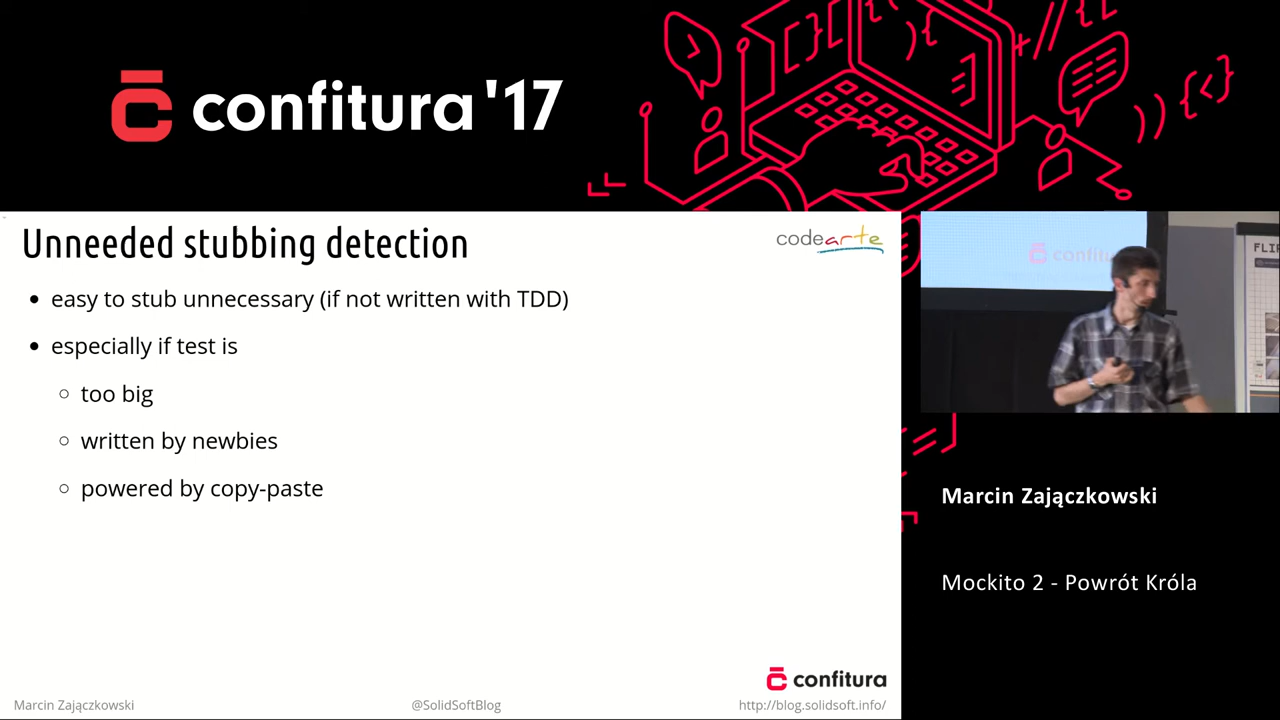 confitura '17
Unneeded stubbing detection
codearte
easy to stub unnecessary (if not written with TDD)
especially if test is
too big
written by newbies
powered by copy-paste
confitura
Marcin Zajączkowski
@SolidSoftBlog
http://blog.solidsoft.info/
Marcin Zajączkowski
Mockito 2 - Powrót Króla